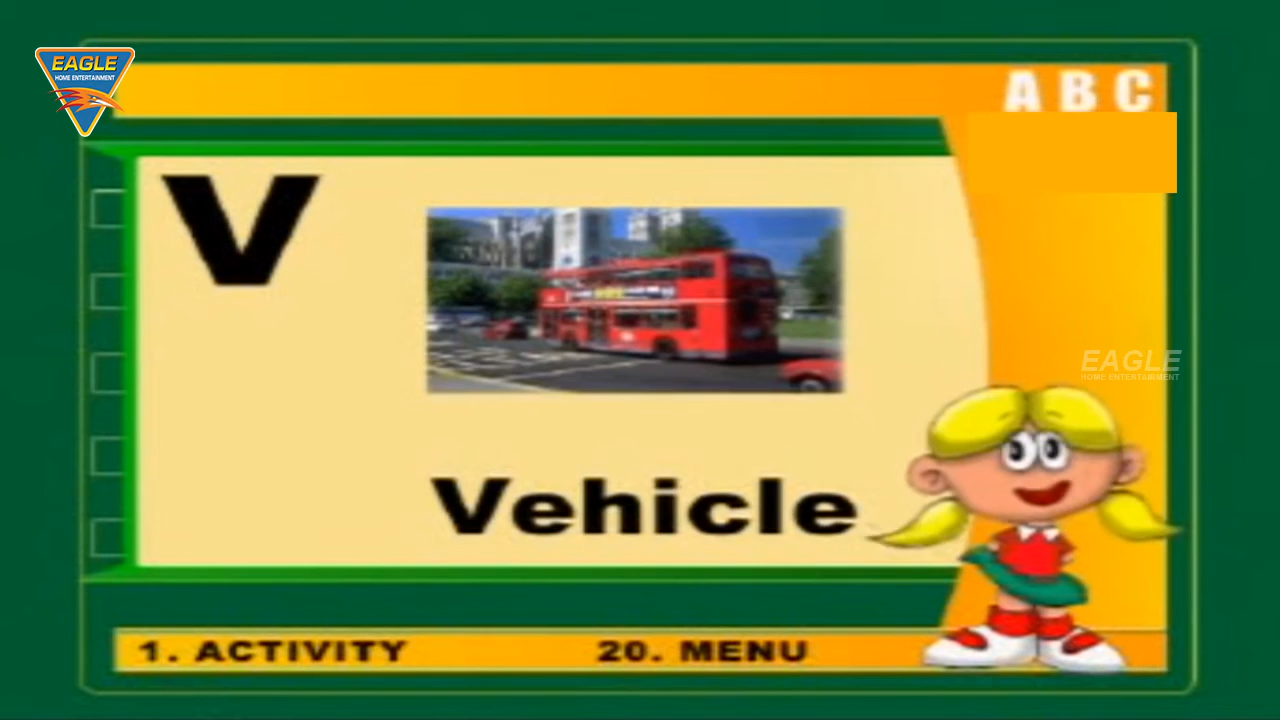 EAGLE
HOME ENTERTAINMENT
A B C
V
EAGLE
HOME ENTERTAINMENT
Vehicle
1. ACTIVITY
20. MENU